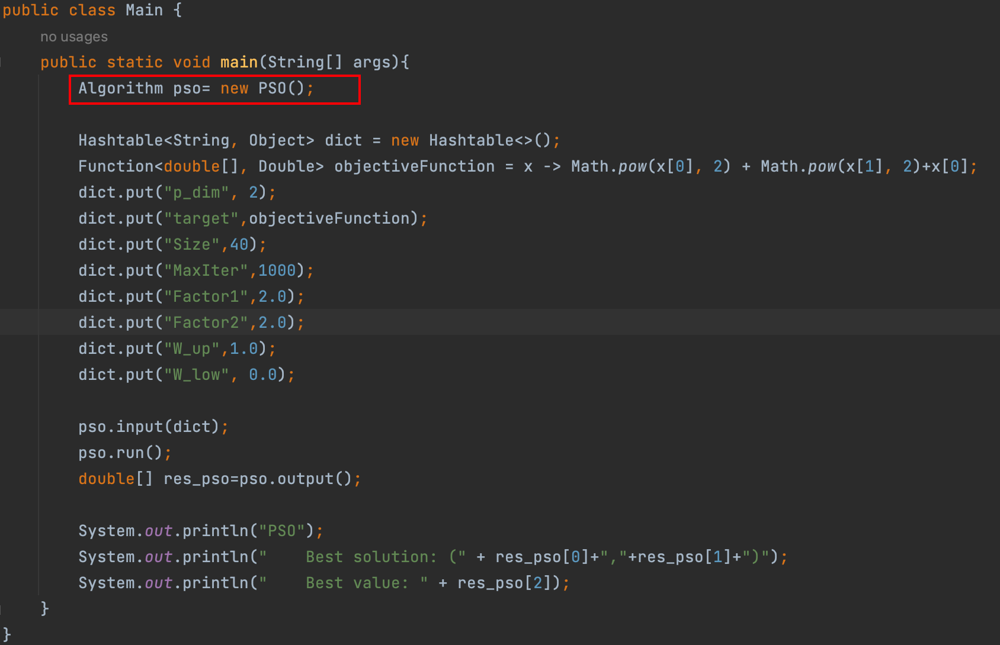 public class Main {
no usages
public static void main(String[] args){
Algorithm pso= new PSO();
Hashtable<String, Object> dict = new Hashtable<>();
Function<double[], Double> objectiveFunction = x -> Math.pow(x[0], 2) + Math.pow(x[1], 2)+x[0];
dict.put("p_dim", 2);
dict.put("target",objectiveFunction);
dict.put("Size",40);
dict.put("MaxIter",1000);
dict.put("Factor1",2.0);
dict.put("Factor2",2.0);
dict.put("W_up",1.0);
dict.put("W_low", 0.0);
pso.input(dict);
pso.run();
double[] res_pso=pso.output();
System.out.println("PSO");
System.out.println("    Best solution: (" + res_pso[0]+","+res_pso[1]+")");
System.out.println("    Best value: " + res_pso[2]);
}
}